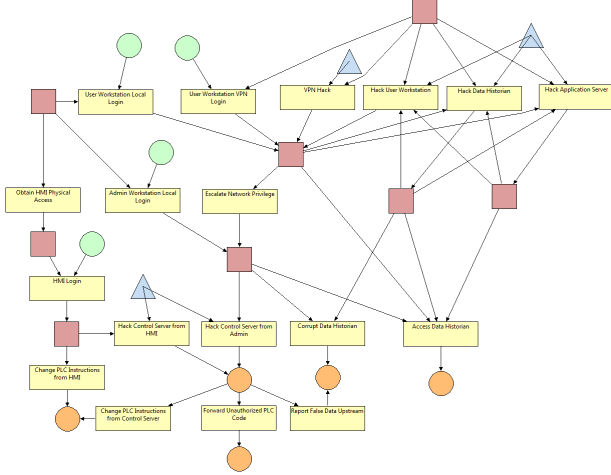 User Workstation Local
Login
User Workstation VPN
Login
VPN Hack
Hack User Workstation
Hack Data Historian
Hack Application Server
Obtain HMI Physical
Access
Admin Workstation Local
Login
Escalate Network Privilege
HMI Login
Hack Control Server from
HMI
Hack Control Server from
Admin
Corrupt Data Historian
Access Data Historian
Change PLC Instructions
from HMI
Change PLC Instructions
from Control Server
Forward Unauthorized PLC
Code
Report False Data Upstream